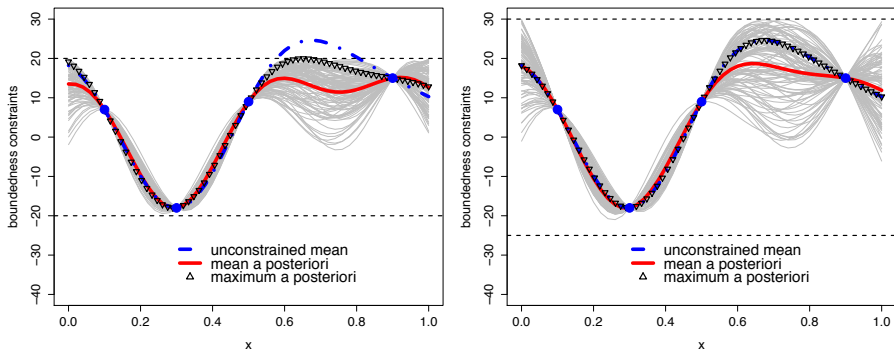 boundedness constraints
30
20
10
0
−10
−20
−30
−40
0.0 0.2 0.4 0.6 0.8 1.0
x
unconstrained mean
mean a posteriori
maximum a posteriori
boundedness constraints
30
20
10
0
−10
−20
−30
−40
0.0 0.2 0.4 0.6 0.8 1.0
x
unconstrained mean
mean a posteriori
maximum a posteriori